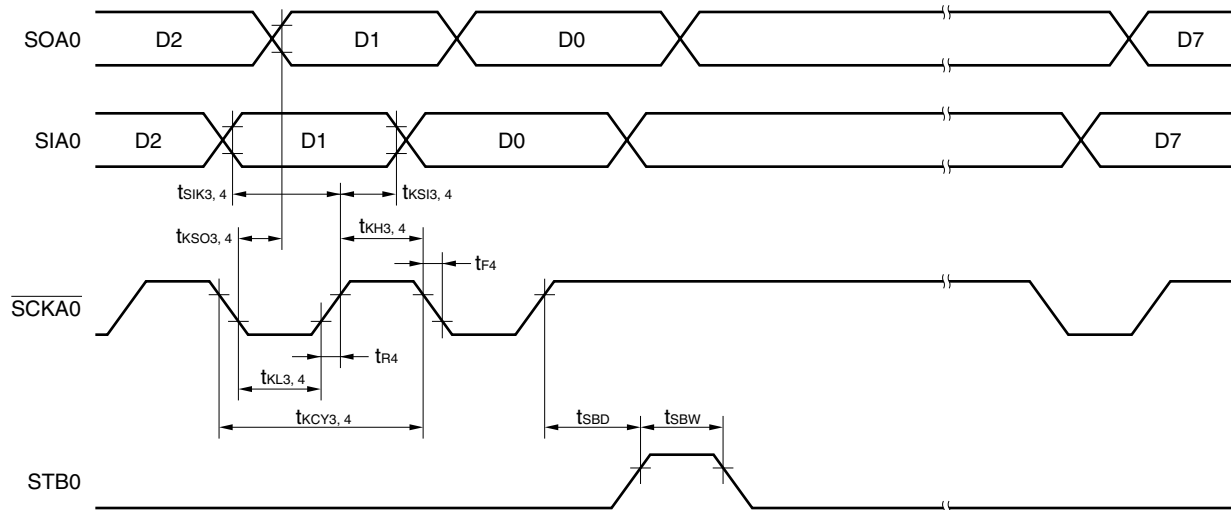 SOA0 D2 D1 D0 D7
SIA0 D2 D1 D0 D7
tSIK3, 4 tKSI3, 4
tKSO3, 4 tKH3, 4
tF4
SCKA0
tR4
tKL3, 4
tKCY3, 4 tSBD tSBW
STB0